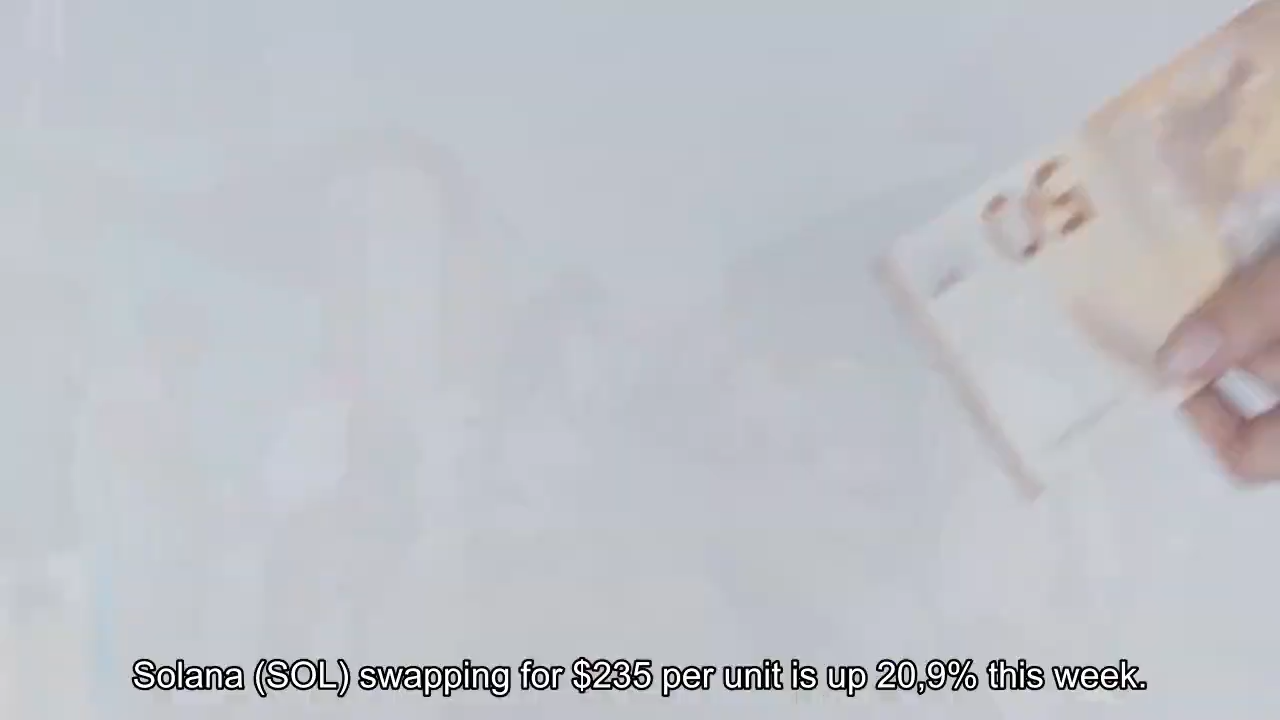 Solana (SOL) swapping for $235 per unit is up 20,9% this week.